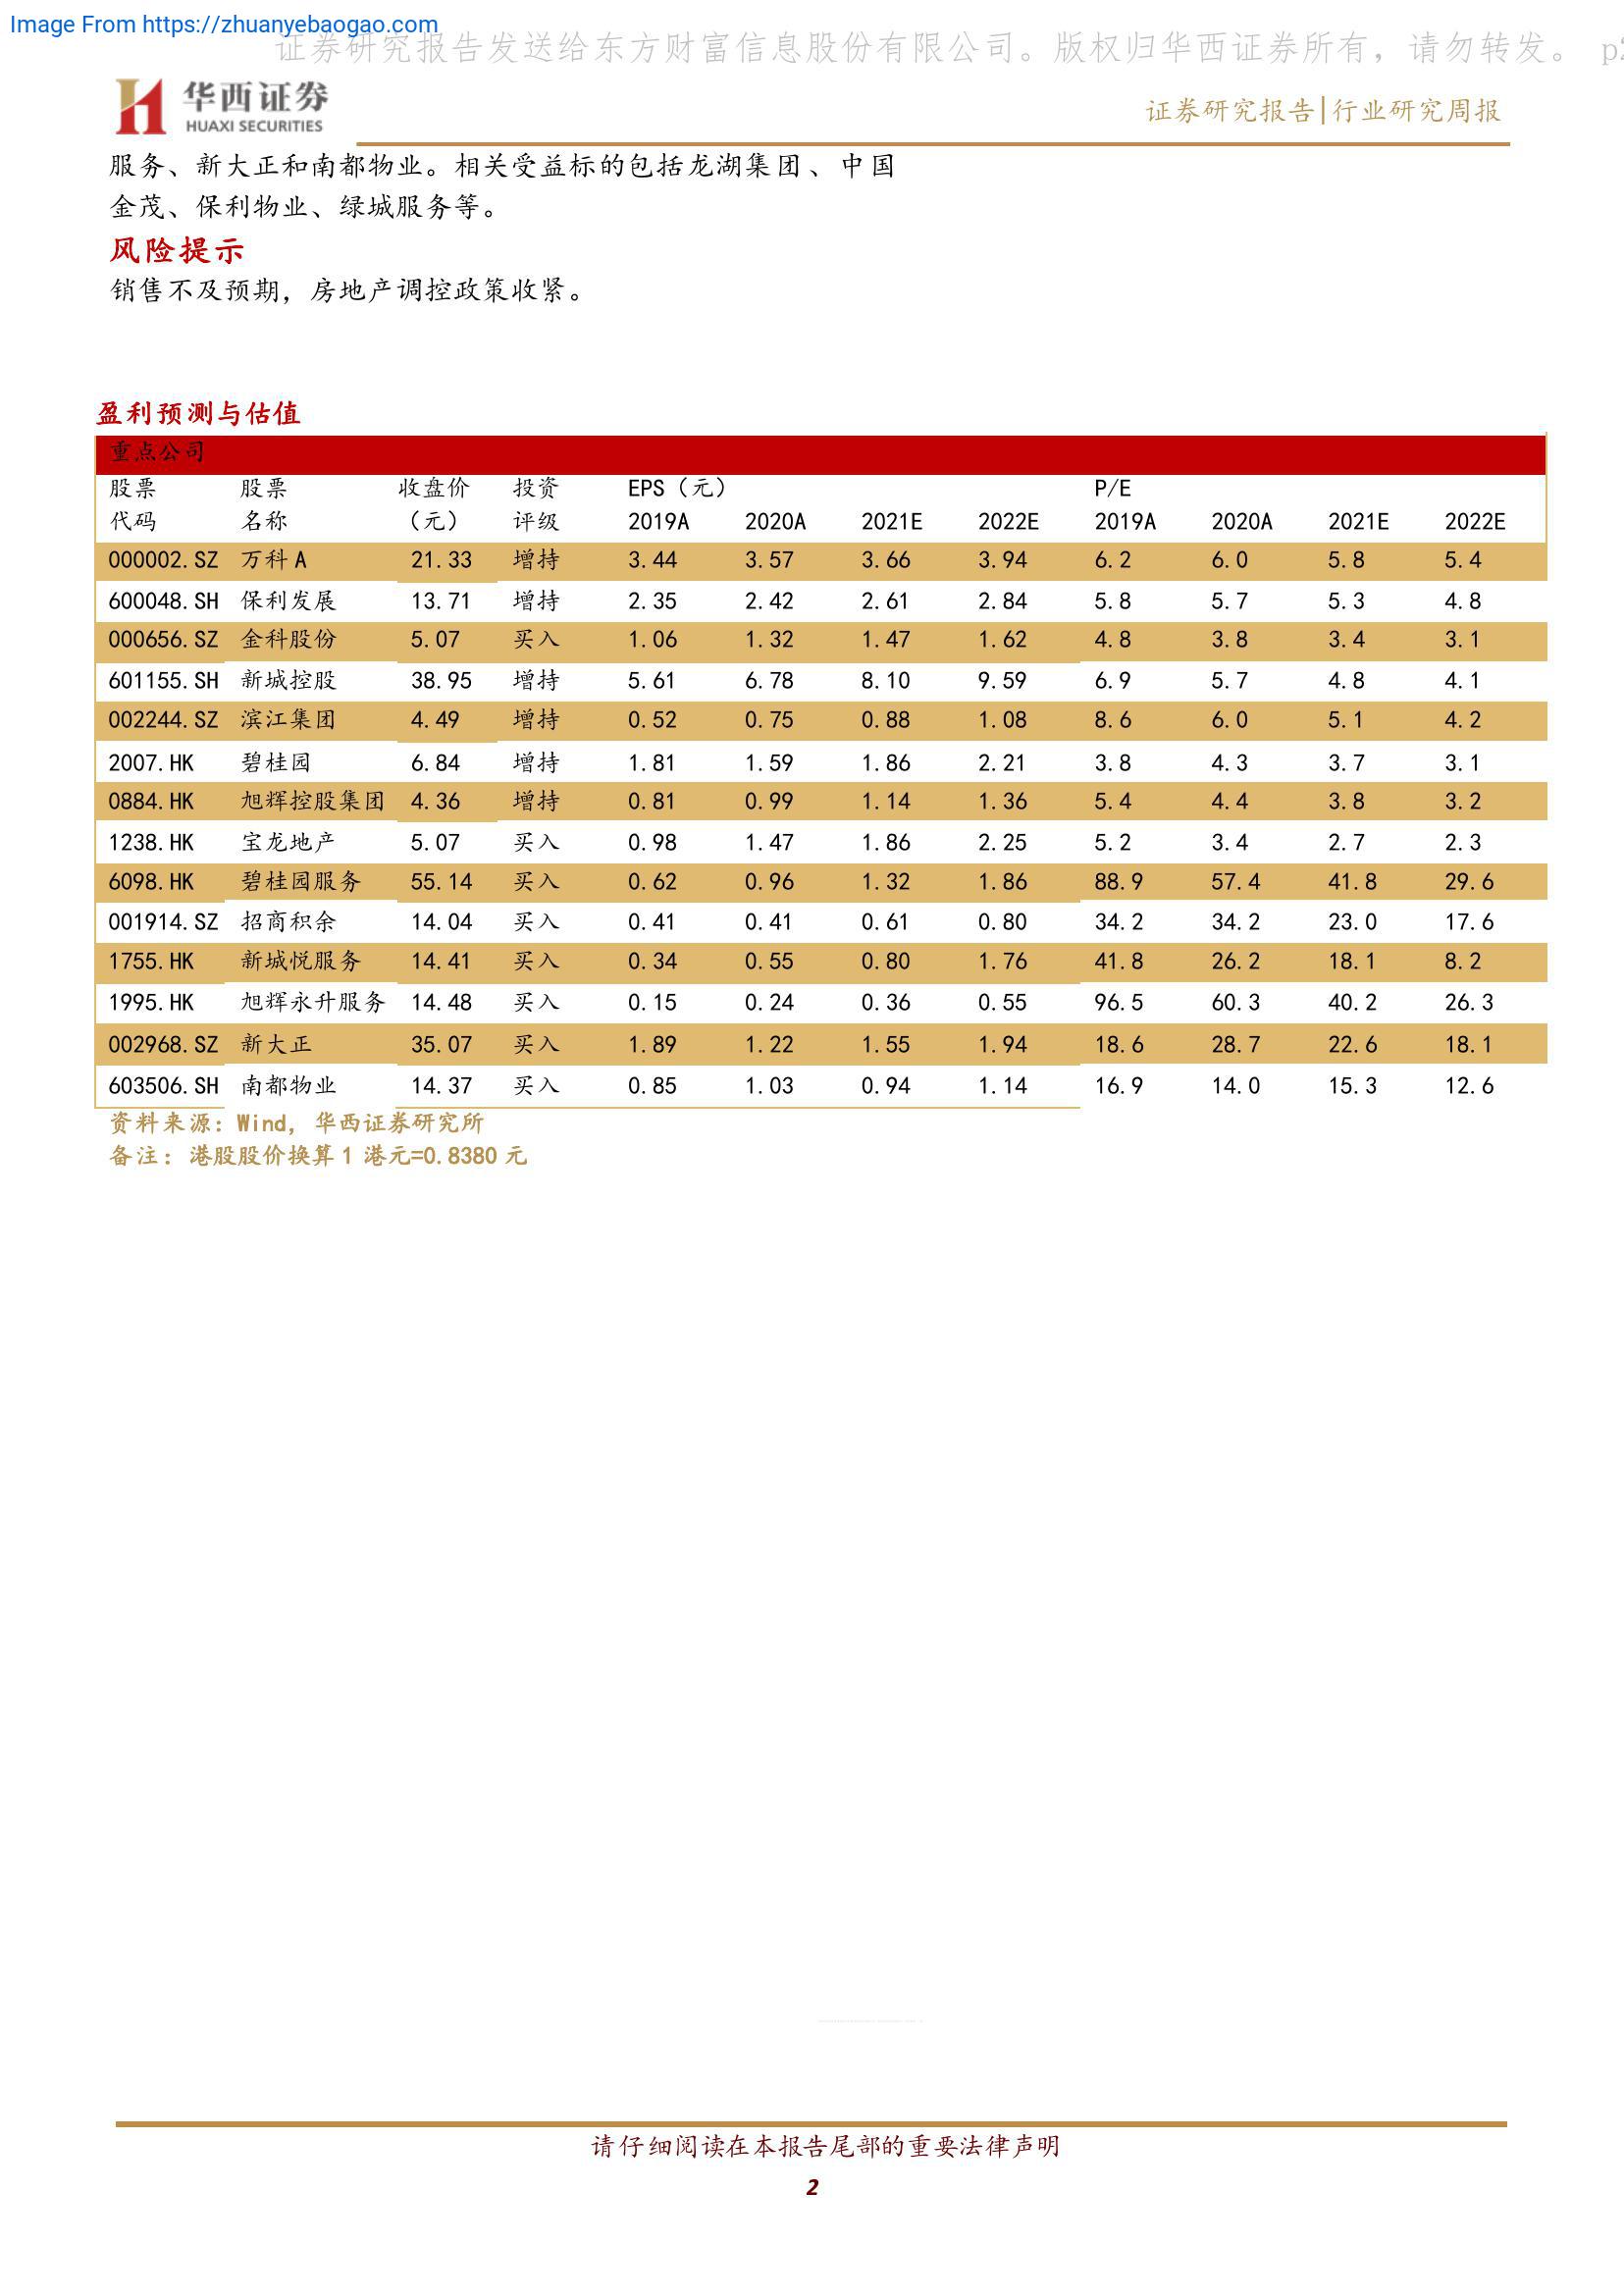 Image From https://zhuanyebaogao.com
证券研究报告发送给东方财富信息股份有限公司。版权归华西证券所有，请勿转发。 p2
华西证券
HUAXI SECURITIES
证券研究报告|行业研究周报
服务、新大正和南都物业。相关受益标的包括龙湖集团、中国
金茂、保利物业、绿城服务等。
风险提示
销售不及预期，房地产调控政策收紧。
盈利预测与估值
重点公司
股票 股票 收盘价 投资 EPS（元） P/E
代码 名称 （元） 评级 2019A 2020A 2021E 2022E 2019A 2020A 2021E 2022E
000002.SZ 万科A 21.33 增持 3.44 3.57 3.66 3.94 6.2 6.0 5.8 5.4
600048.SH 保利发展 13.71 增持 2.35 2.42 2.61 2.84 5.8 5.7 5.3 4.8
000656.SZ 金科股份 5.07 买入 1.06 1.32 1.47 1.62 4.8 3.8 3.4 3.1
601155.SH 新城控股 38.95 增持 5.61 6.78 8.10 9.59 6.9 5.7 4.8 4.1
002244.SZ 滨江集团 4.49 增持 0.52 0.75 0.88 1.08 8.6 6.0 5.1 4.2
2007.HK 碧桂园 6.84 增持 1.81 1.59 1.86 2.21 3.8 4.3 3.7 3.1
0884.HK 旭辉控股集团 4.36 增持 0.81 0.99 1.14 1.36 5.4 4.4 3.8 3.2
1238.HK 宝龙地产 5.07 买入 0.98 1.47 1.86 2.25 5.2 3.4 2.7 2.3
6098.HK 碧桂园服务 55.14 买入 0.62 0.96 1.32 1.86 88.9 57.4 41.8 29.6
001914.SZ 招商积余 14.04 买入 0.41 0.41 0.61 0.80 34.2 34.2 23.0 17.6
1755.HK 新城悦服务 14.41 买入 0.34 0.55 0.80 1.76 41.8 26.2 18.1 8.2
1995.HK 旭辉永升服务 14.48 买入 0.15 0.24 0.36 0.55 96.5 60.3 40.2 26.3
002968.SZ 新大正 35.07 买入 1.89 1.22 1.55 1.94 18.6 28.7 22.6 18.1
603506.SH 南都物业 14.37 买入 0.85 1.03 0.94 1.14 16.9 14.0 15.3 12.6
资料来源：Wind，华西证券研究所
备注：港股股价换算1 港元=0.8380 元
请仔细阅读在本报告尾部的重要法律声明
2